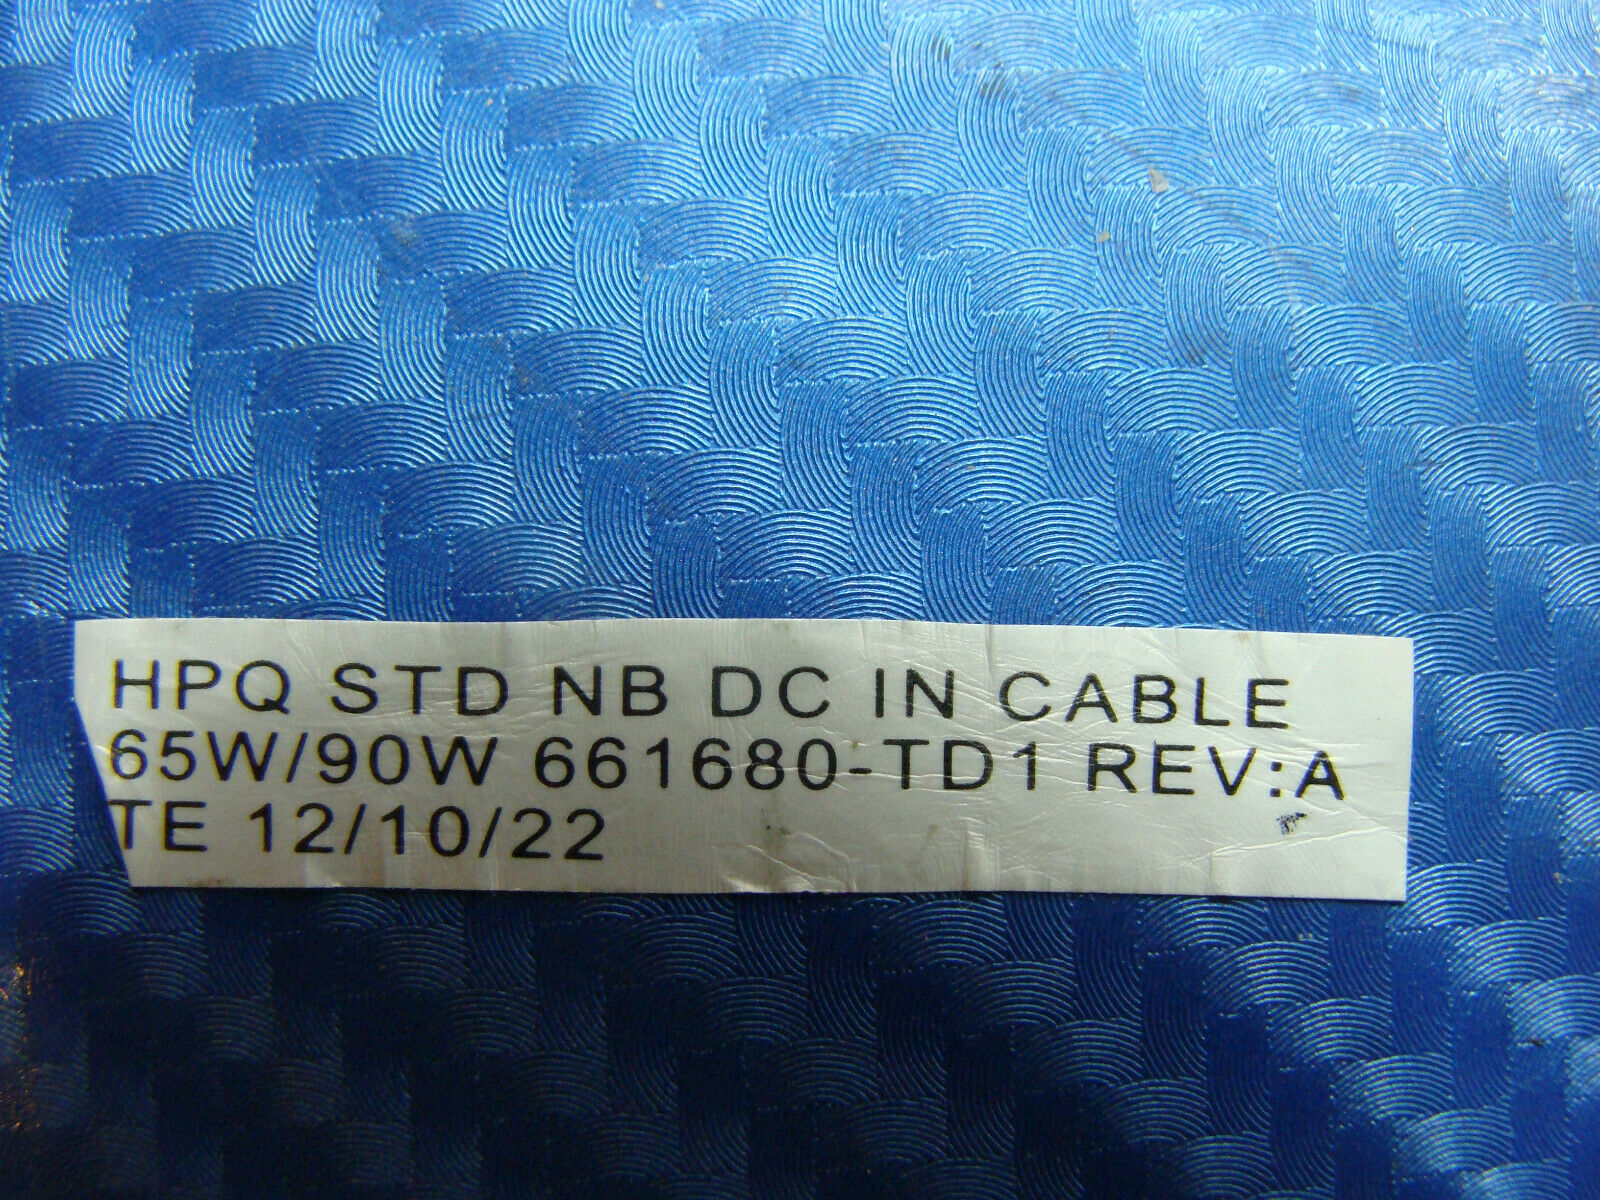 HPQ STD NB DC IN CABLE
65W/90W 661680-TD1 REV:A
TE 12/10/22